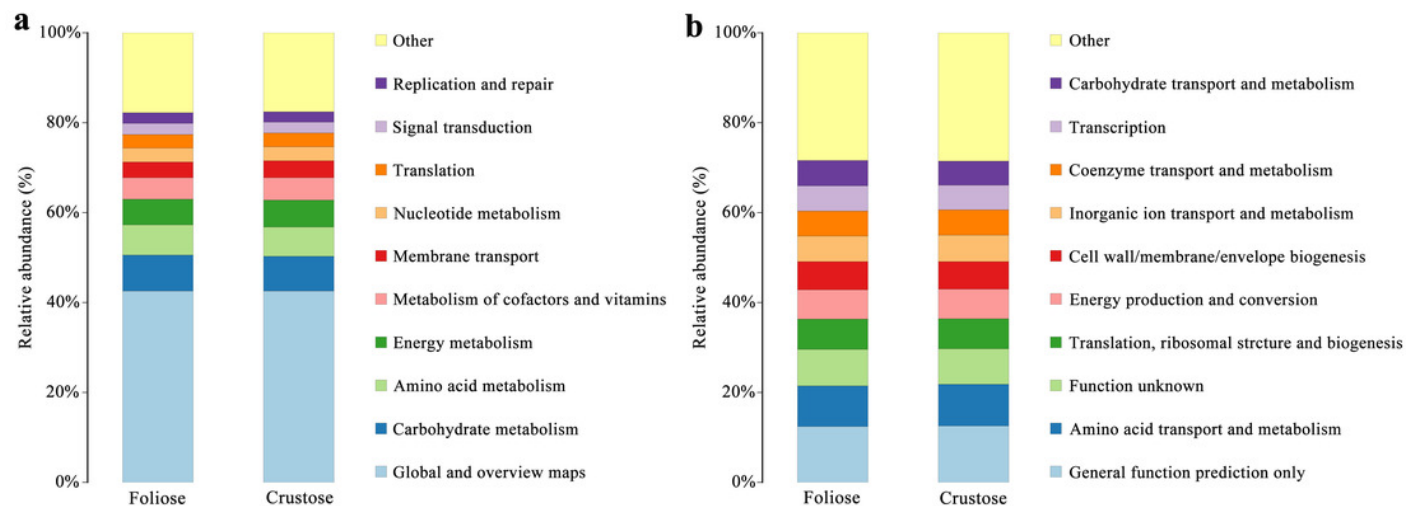 a
Relative abundance (%)
100%
80%
60%
40%
20%
0%
Foliose
Crustose
Other
Replication and repair
Signal transduction
Translation
Nucleotide metabolism
Membrane transport
Metabolism of cofactors and vitamins
Energy metabolism
Amino acid metabolism
Carbohydrate metabolism
Global and overview maps
b
Relative abundance (%)
100%
80%
60%
40%
20%
0%
Foliose
Crustose
Other
Carbohydrate transport and metabolism
Transcription
Coenzyme transport and metabolism
Inorganic ion transport and metabolism
Cell wall/membrane/envelope biogenesis
Energy production and conversion
Translation, ribosomal strcture and biogenesis
Function unknown
Amino acid transport and metabolism
General function prediction only